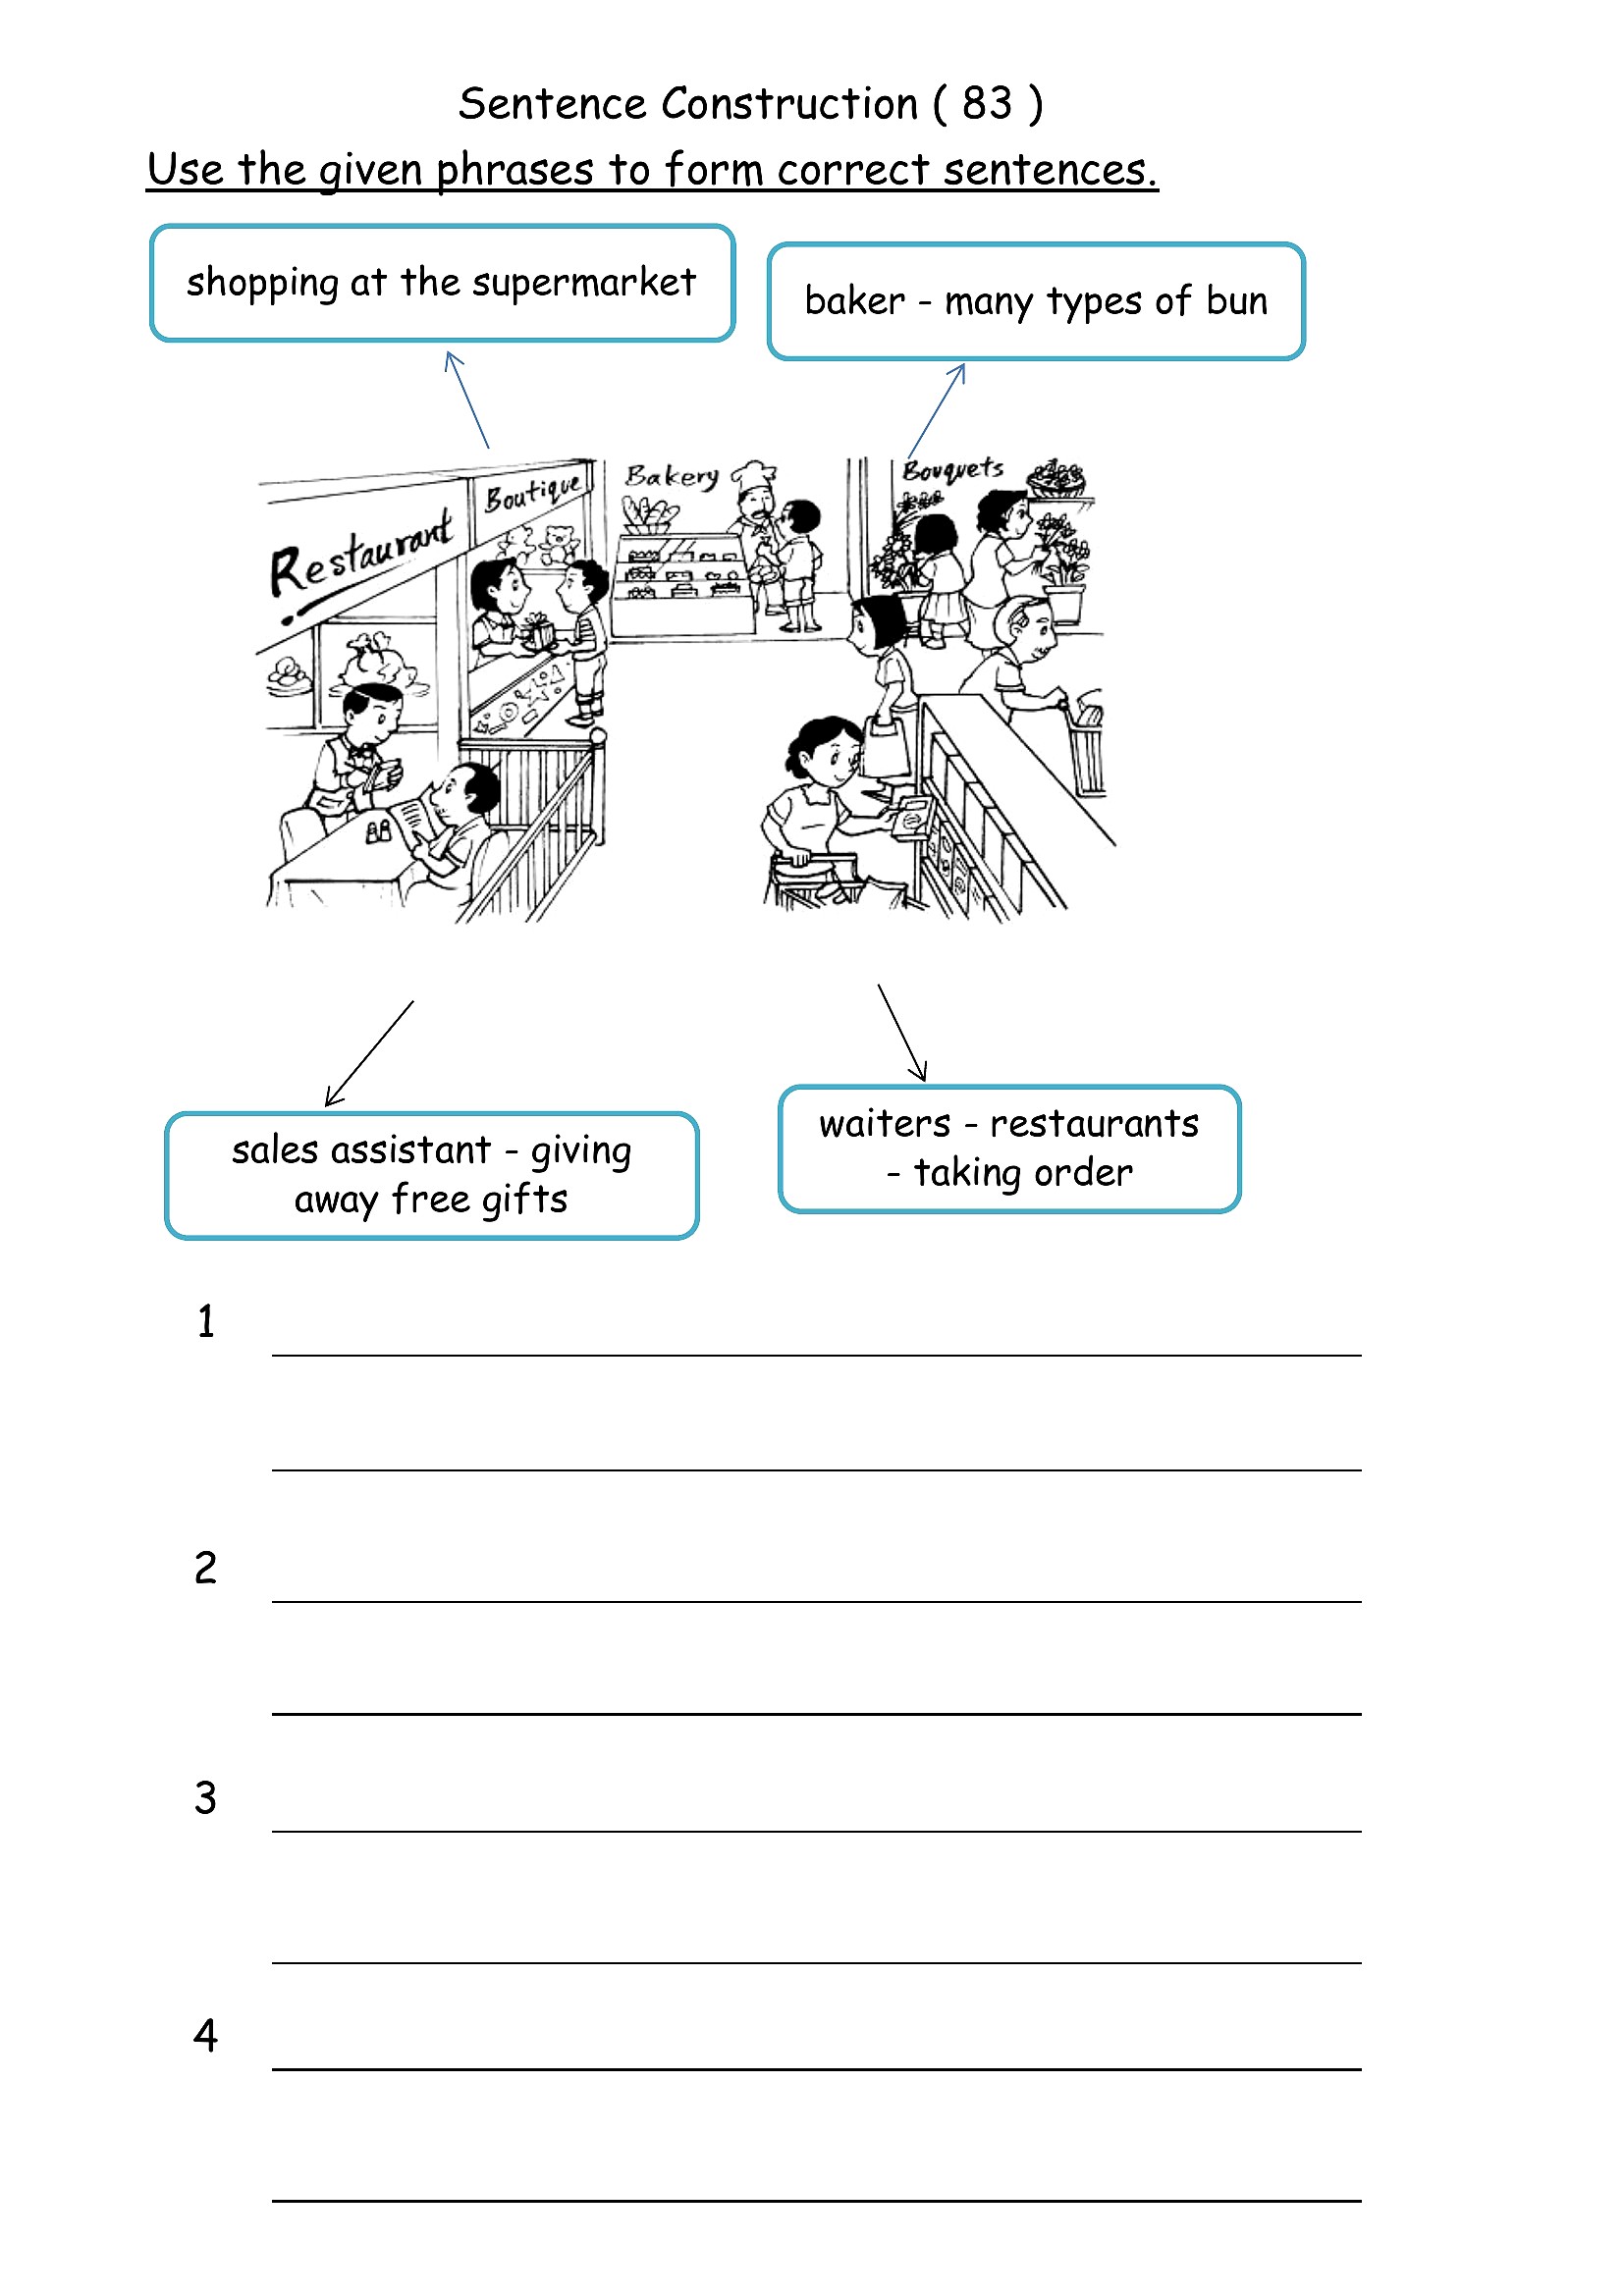 Sentence Construction ( 83 )
Use the given phrases to form correct sentences.
shopping at the supermarket
baker - many types of bun
Restaurant
Boutique
Bakery
Bouquets
sales assistant - giving
away free gifts
waiters - restaurants
- taking order
1
2
3
4